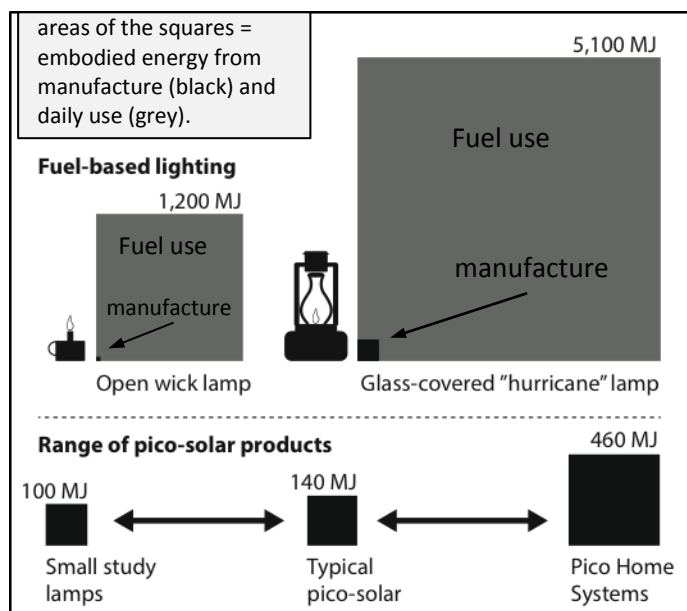 areas of the squares =
embodied energy from
manufacture (black) and
daily use (grey).
5,100 MJ
Fuel use
Fuel-based lighting
1,200 MJ
Fuel use
manufacture
manufacture
Open wick lamp
Glass-covered "hurricane" lamp
Range of pico-solar products
460 MJ
100 MJ
140 MJ
Small study
lamps
Typical
pico-solar
Pico Home
Systems